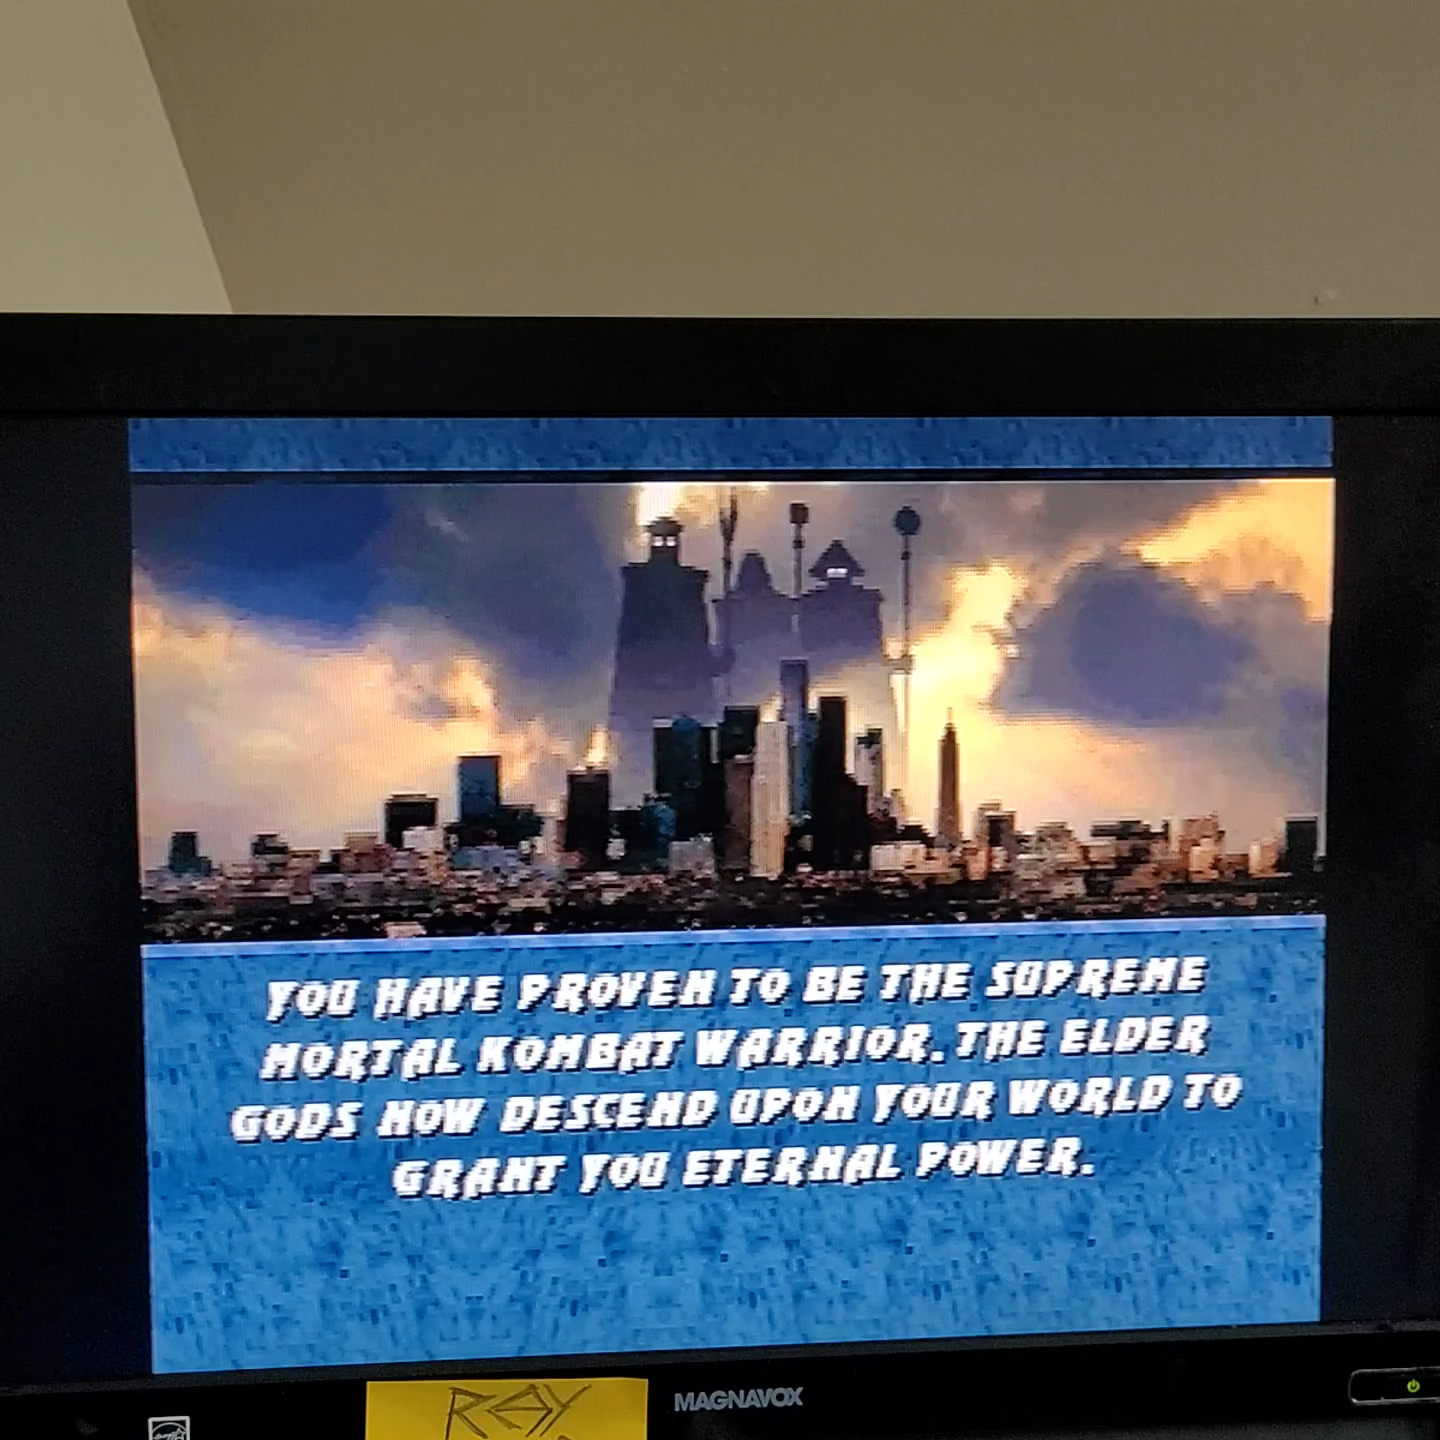 YOU HAVE PROVEN TO BE THE SUPREME
MORTAL KOMBAT WARRIOR. THE ELDER
GODS NOW DESCEND UPON YOUR WORLD TO
GRANT YOU ETERNAL POWER.
RAY
MAGNAVOX